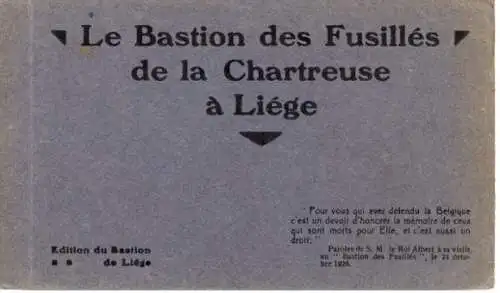 Le Bastion des Fusillés
de la Chartreuse
à Liége
"Pour vous qui avez défendu la Belgique
c'est un devoir d'honorer la mémoire de ceux
qui sont morts pour Elle, et c'est aussi un
droit."
Paroles de S. M. le Roi Albert à sa visite
au "Bastion des Fusillés", le 21 octo-
bre 1928.
Edition du Bastion
de Liége